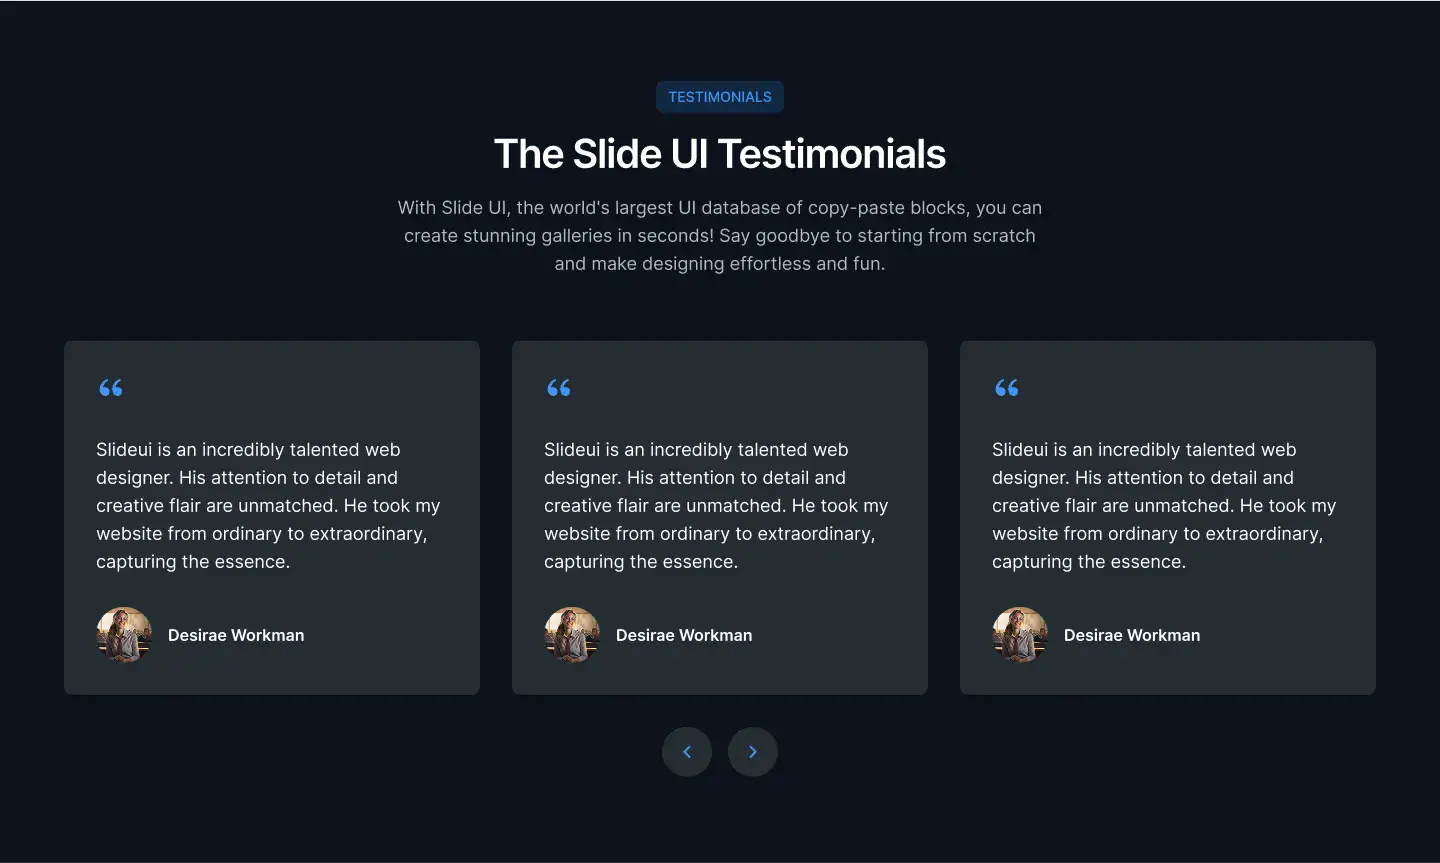 TESTIMONIALS
The Slide UI Testimonials
With Slide UI, the world's largest UI database of copy-paste blocks, you can
create stunning galleries in seconds! Say goodbye to starting from scratch
and make designing effortless and fun.
“
Slideui is an incredibly talented web
designer. His attention to detail and
creative flair are unmatched. He took my
website from ordinary to extraordinary,
capturing the essence.
Desirae Workman
“
Slideui is an incredibly talented web
designer. His attention to detail and
creative flair are unmatched. He took my
website from ordinary to extraordinary,
capturing the essence.
Desirae Workman
“
Slideui is an incredibly talented web
designer. His attention to detail and
creative flair are unmatched. He took my
website from ordinary to extraordinary,
capturing the essence.
Desirae Workman